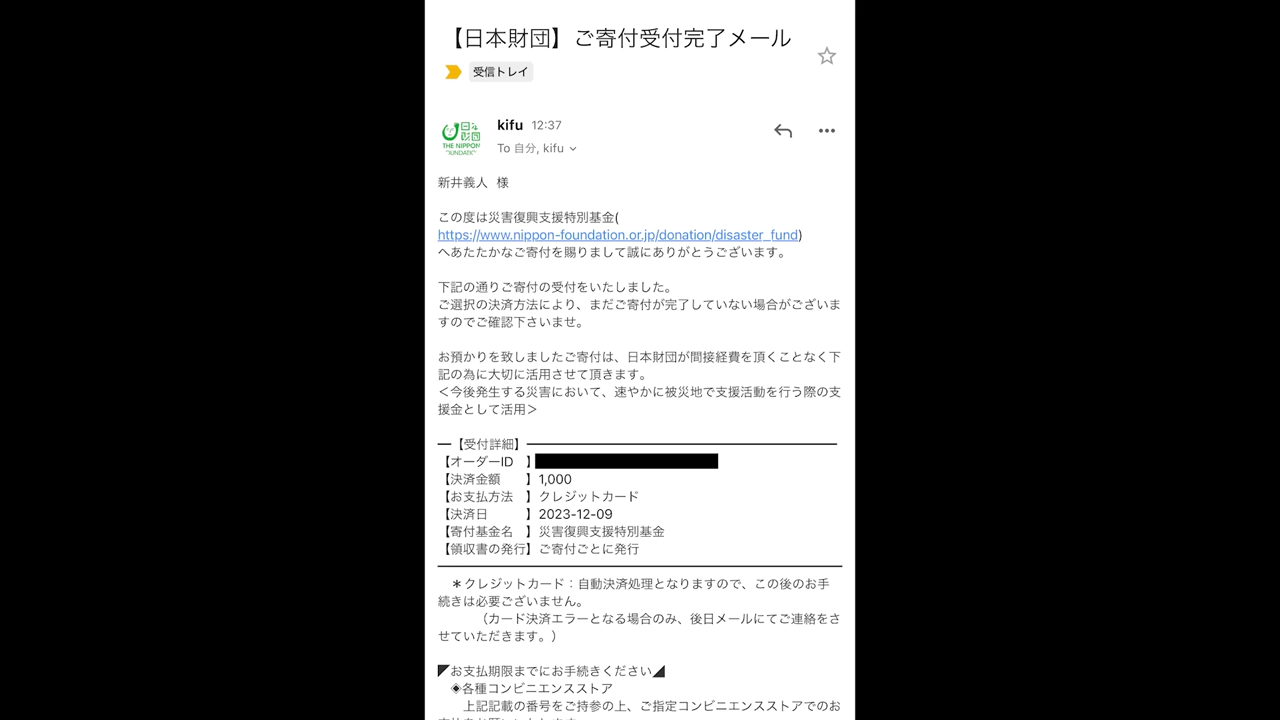 【日本財団】ご寄付受付完了メール
受信トレイ
kifu 12:37
To 自分, kifu
日本財団
THE NIPPON
FOUNDATION
新井義人 様
この度は災害復興支援特別基金(
https://www.nippon-foundation.or.jp/donation/disaster_fund)
へあたたかなご寄付を賜りまして誠にありがとうございます。
下記の通りご寄付の受付をいたしました。
ご選択の決済方法により、まだご寄付が完了していない場合がございま
すのでご確認下さいませ。
お預かりを致しましたご寄付は、日本財団が間接経費を頂くことなく下
記の為に大切に活用させて頂きます。
＜今後発生する災害において、速やかに被災地で支援活動を行う際の支
援金として活用＞
━【受付詳細】━━━━━━━━━━━━━━━━━━
【オーダーID 】
【決済金額 】1,000
【お支払方法 】クレジットカード
【決済日 】2023-12-09
【寄付基金名 】災害復興支援特別基金
【領収書の発行】ご寄付ごとに発行
＊クレジットカード：自動決済処理となりますので、この後のお手
続きは必要ございません。
（カード決済エラーとなる場合のみ、後日メールにてご連絡をさ
せていただきます。）
◤お支払期限までにお手続きください◢
◈各種コンビニエンスストア
上記記載の番号をご持参の上、ご指定コンビニエンスストアでのお